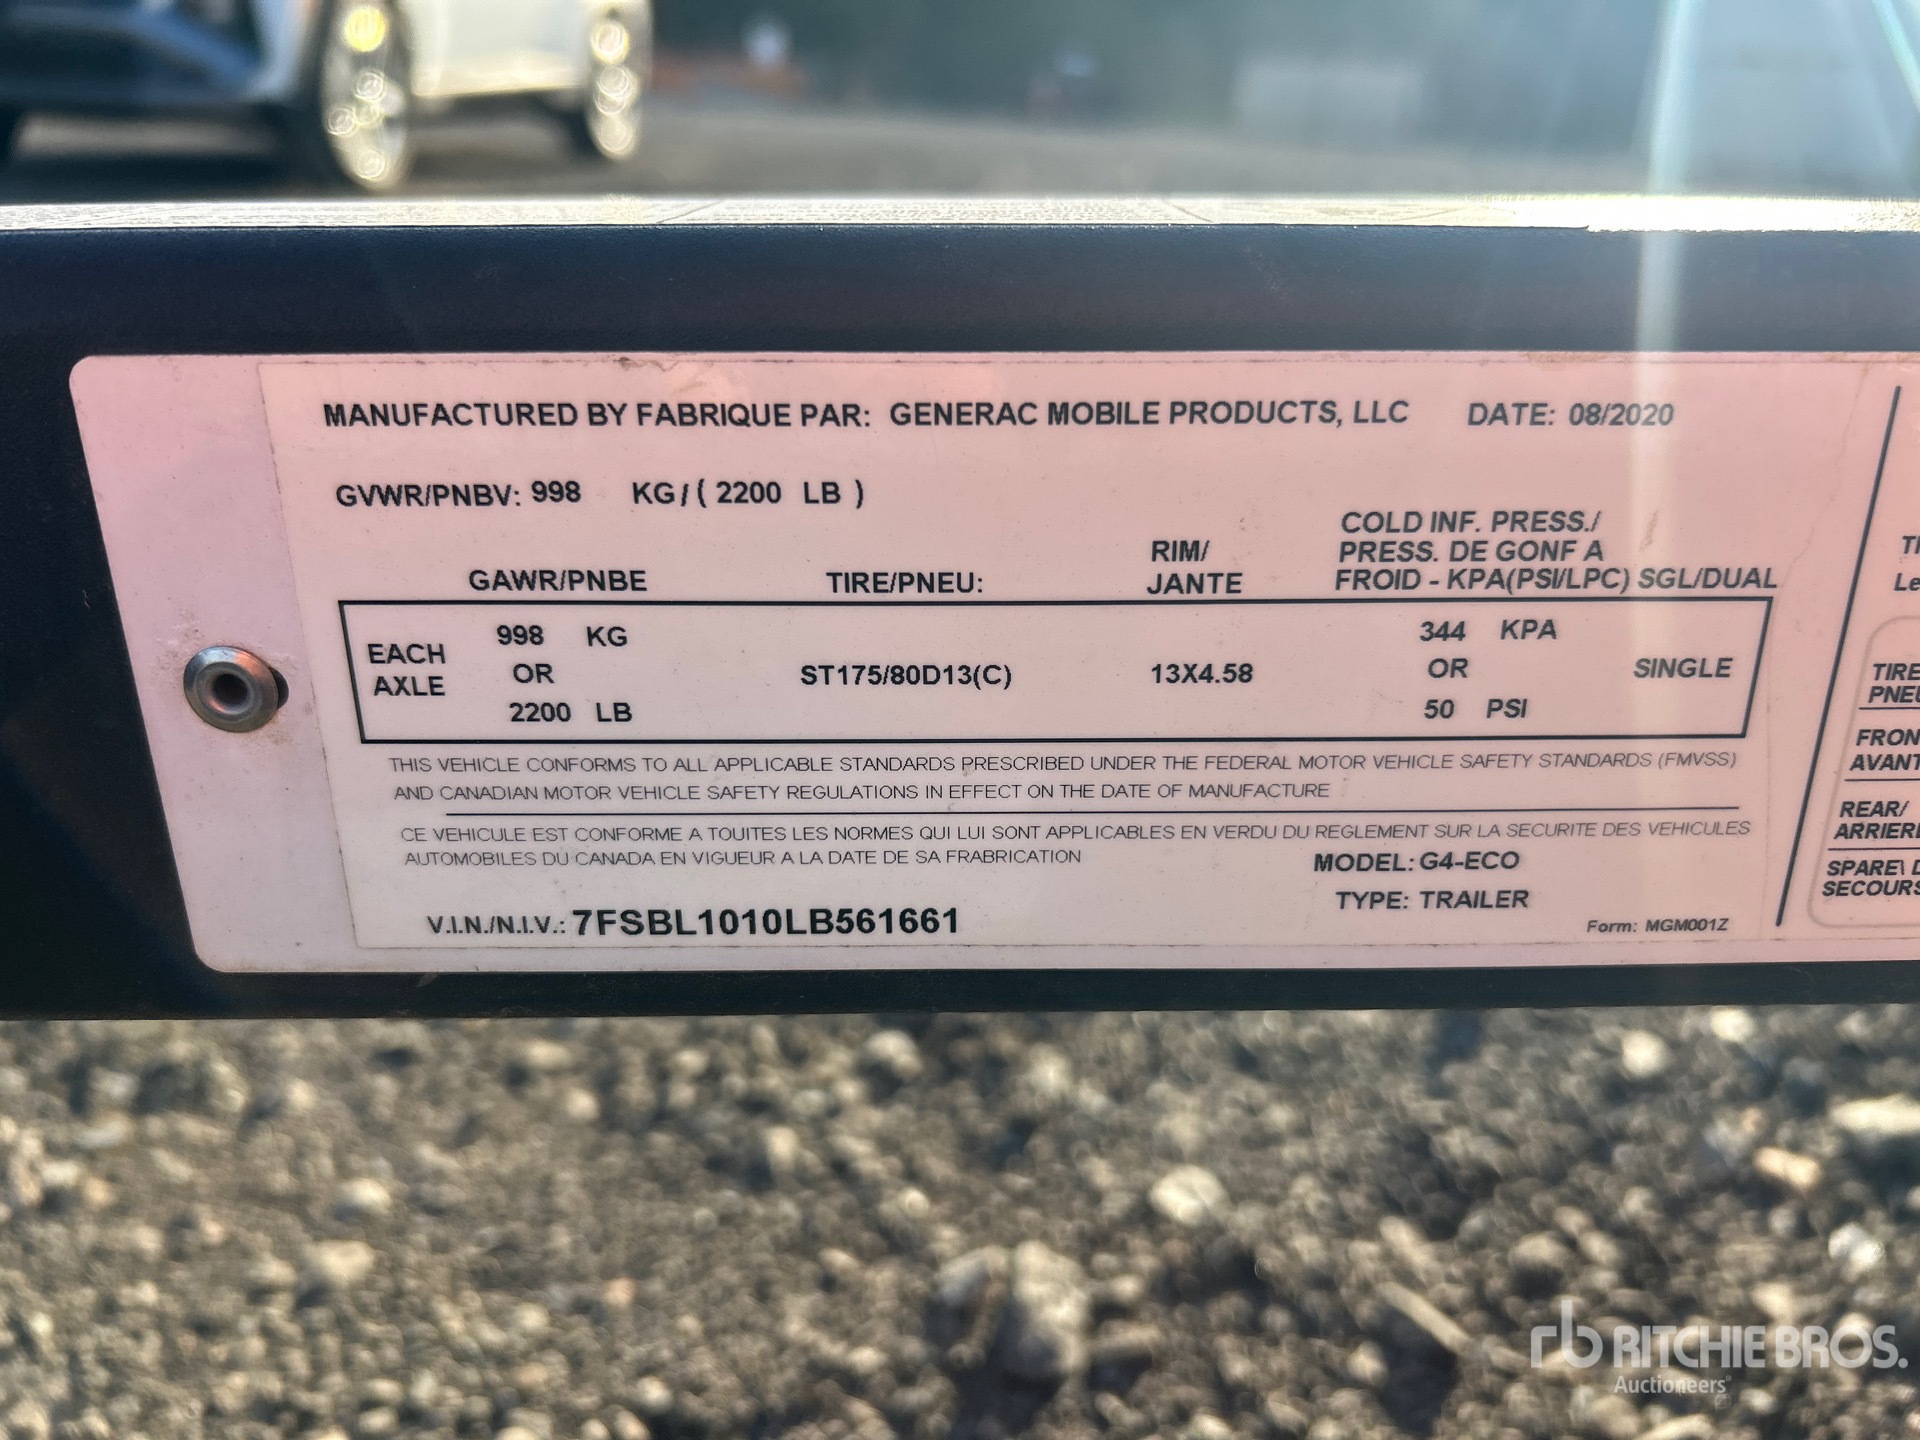 MANUFACTURED BY FABRIQUE PAR: GENERAC MOBILE PRODUCTS, LLC DATE: 08/2020
GVWR/PNBV: 998 KG / ( 2200 LB )
GAWR/PNBE TIRE/PNEU: RIM/ JANTE
COLD INF. PRESS./
PRESS. DE GONF A
FROID - KPA(PSI/LPC) SGL/DUAL
EACH AXLE
998 KG
OR
2200 LB
ST175/80D13(C)
13X4.58
344 KPA
OR
50 PSI
SINGLE
THIS VEHICLE CONFORMS TO ALL APPLICABLE STANDARDS PRESCRIBED UNDER THE FEDERAL MOTOR VEHICLE SAFETY STANDARDS (FMVSS)
AND CANADIAN MOTOR VEHICLE SAFETY REGULATIONS IN EFFECT ON THE DATE OF MANUFACTURE
CE VEHICULE EST CONFORME A TOUITES LES NORMES QUI LUI SONT APPLICABLES EN VERDU DU REGLEMENT SUR LA SECURITE DES VEHICULES
AUTOMOBILES DU CANADA EN VIGUEUR A LA DATE DE SA FRABRICATION
MODEL: G4-ECO
TYPE: TRAILER
V.I.N./N.I.V.: 7FSBL1010LB561661
Form: MGM001Z
TIRE
PNEU
FRON
AVANT
REAR/
ARRIERE
SPARE\ D
SECOURS
rb RITCHIE BROS.
Auctioneers